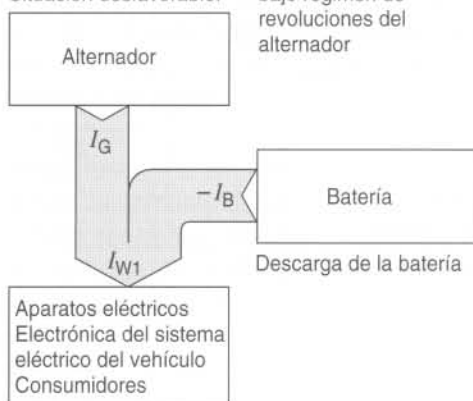 bajo régimen de
revoluciones del
alternador
Alternador
I_G
−I_B
Batería
I_W1
Descarga de la batería
Aparatos eléctricos
Electrónica del sistema
eléctrico del vehículo
Consumidores